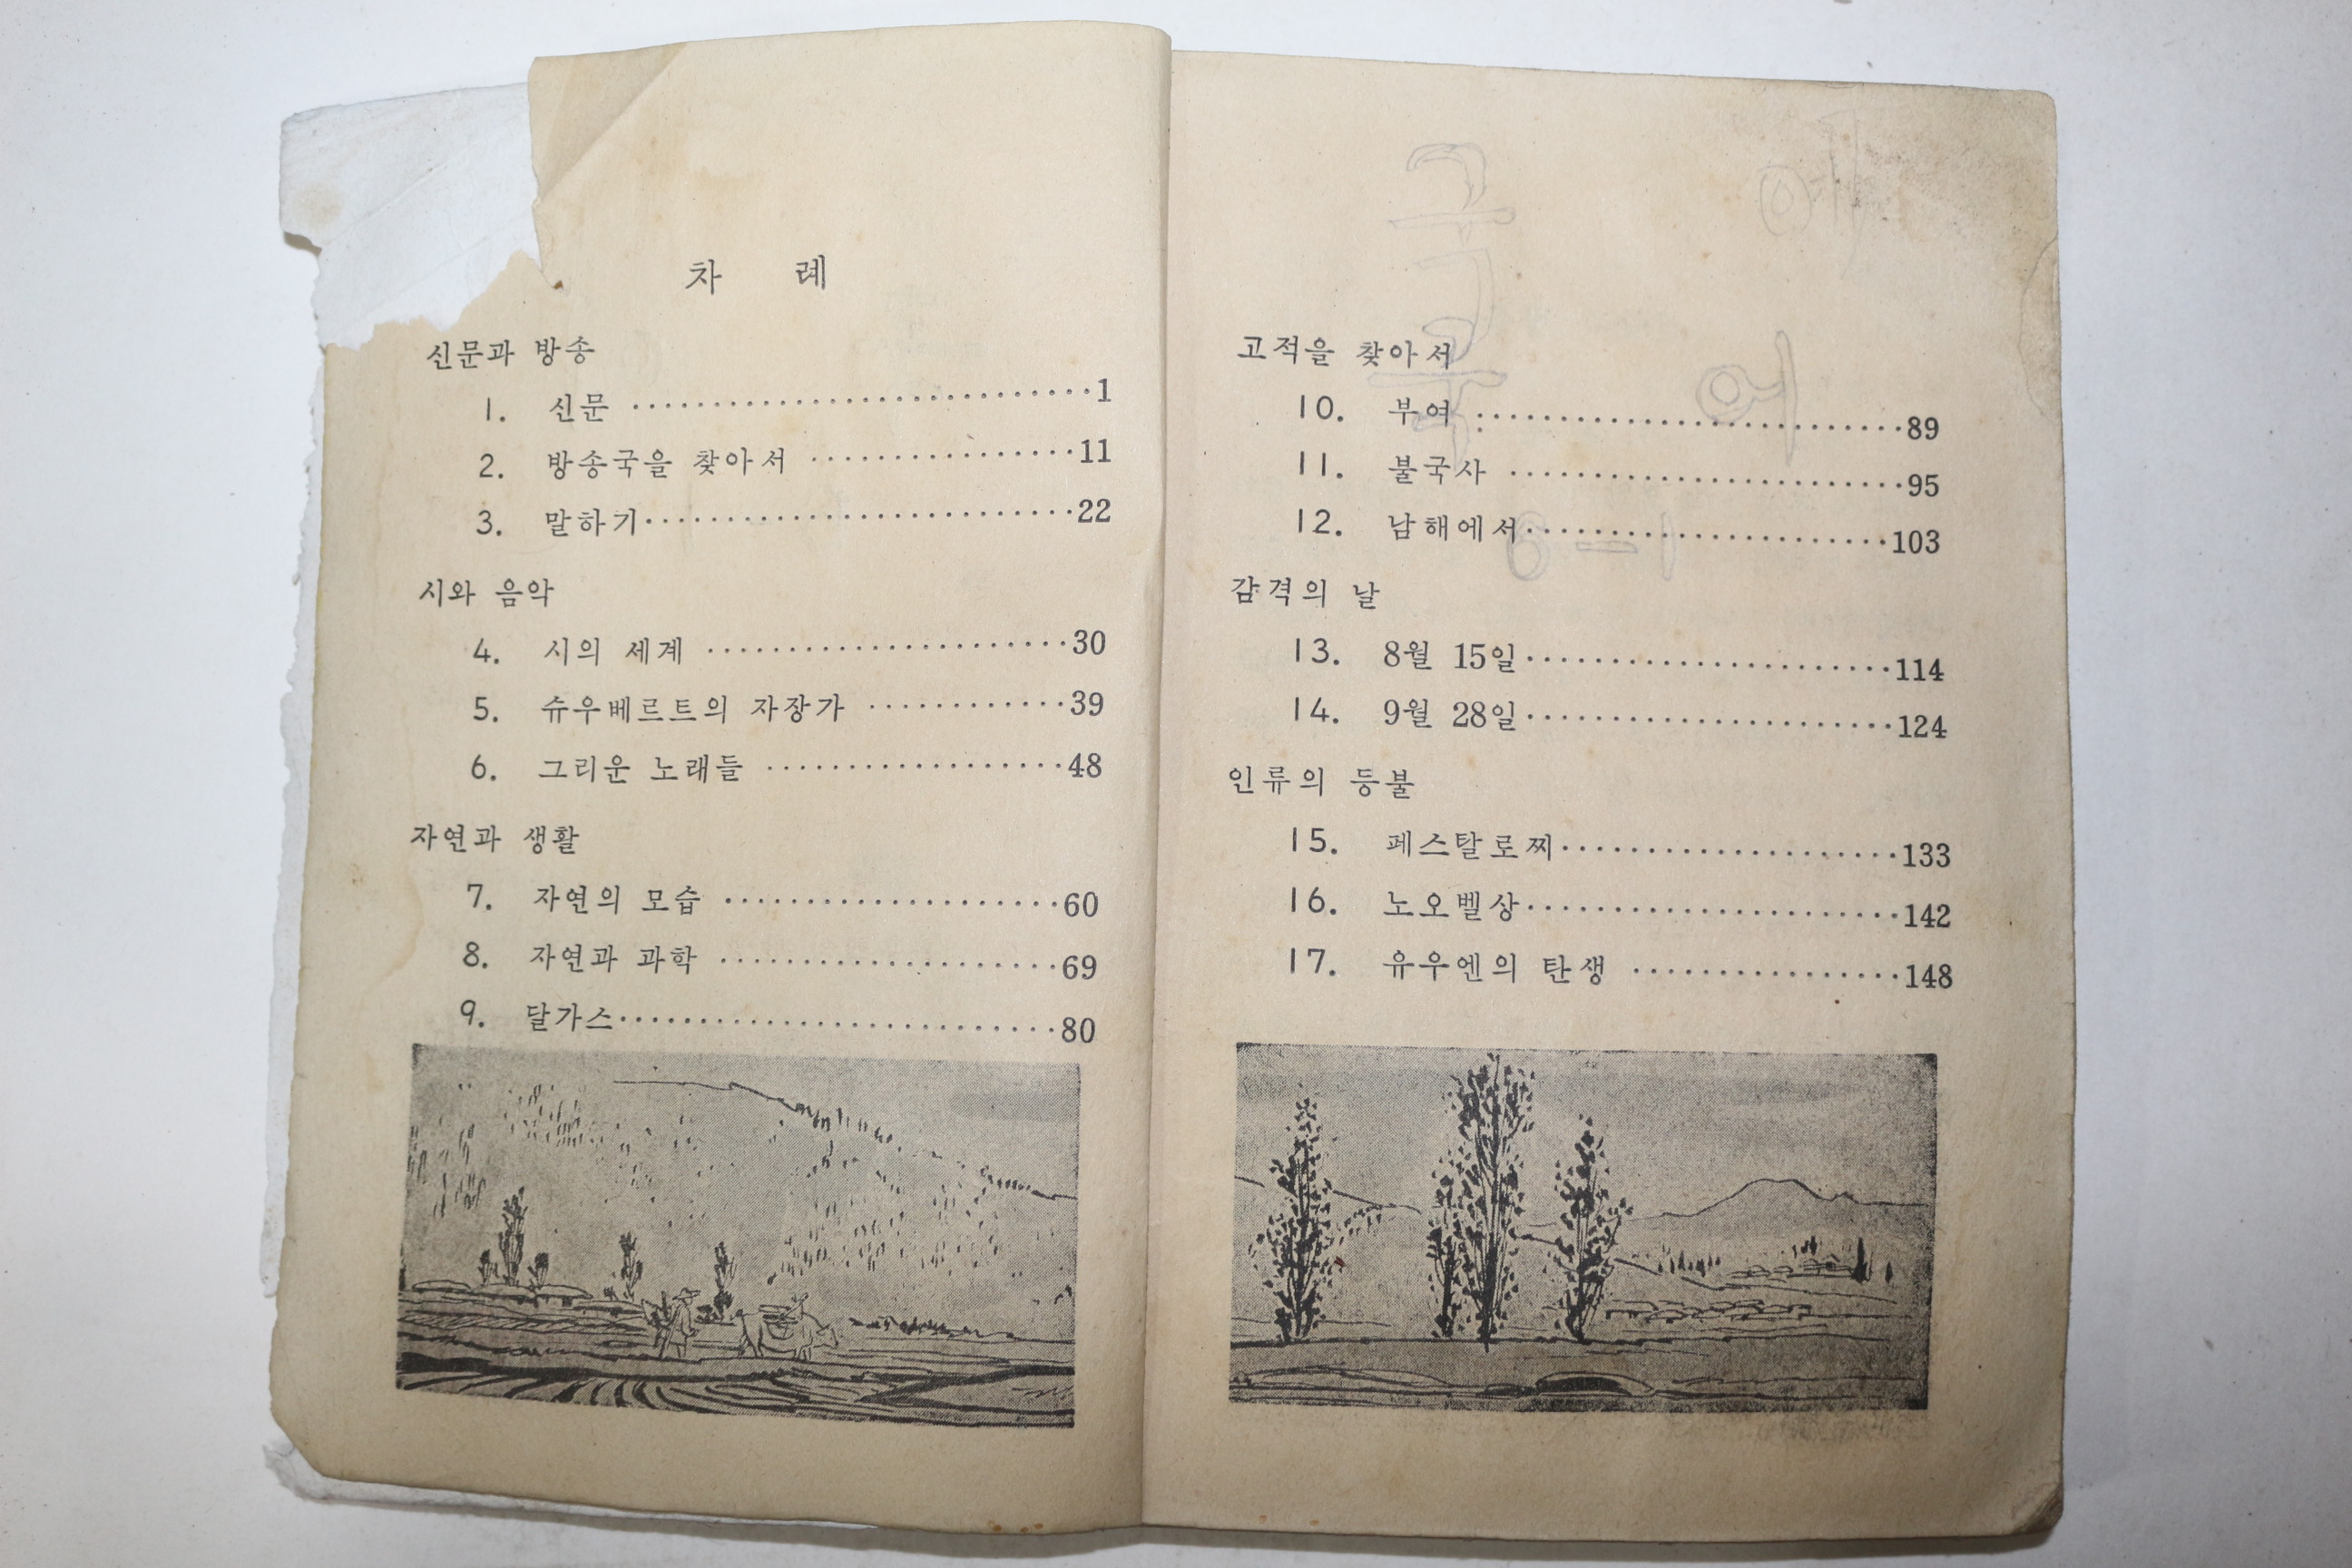 차 례
신문과 방송
1. 신문 ····························1
2. 방송국을 찾아서 ·················11
3. 말하기···························22
시와 음악
4. 시의 세계 ·······················30
5. 슈우베르트의 자장가 ············39
6. 그리운 노래들 ···················48
자연과 생활
7. 자연의 모습 ·····················60
8. 자연과 과학 ·····················69
9. 달가스···························80
고적을 찾아서
10. 부여 ···························89
11. 불국사 ·························95
12. 남해에서······················103
감격의 날
13. 8월 15일······················114
14. 9월 28일······················124
인류의 등불
15. 페스탈로찌····················133
16. 노오벨상·······················142
17. 유우엔의 탄생 ·················148
국
어
6-1